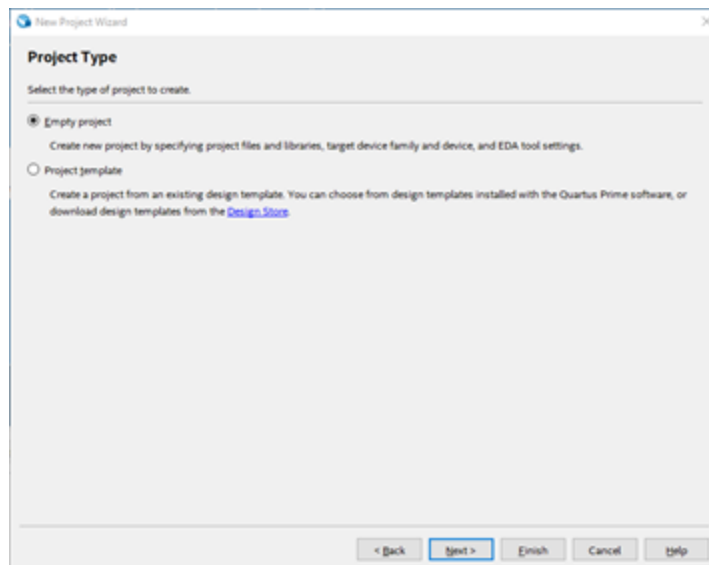 New Project Wizard
Project Type
Select the type of project to create.
Empty project
Create new project by specifying project files and libraries, target device family and device, and EDA tool settings.
Project template
Create a project from an existing design template. You can choose from design templates installed with the Quartus Prime software, or
download design templates from the Design Store.
< Back Next > Finish Cancel Help